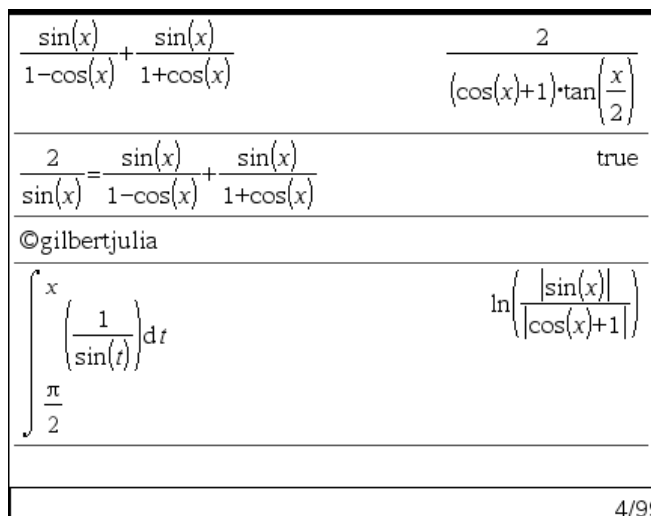 sin(x)/(1−cos(x)) + sin(x)/(1+cos(x))    2/((cos(x)+1)·tan(x/2))
2/sin(x) = sin(x)/(1−cos(x)) + sin(x)/(1+cos(x))    true
©gilbertjulia
∫_{π/2}^{x} (1/sin(t)) dt    ln(|sin(x)|/|cos(x)+1|)
4/99